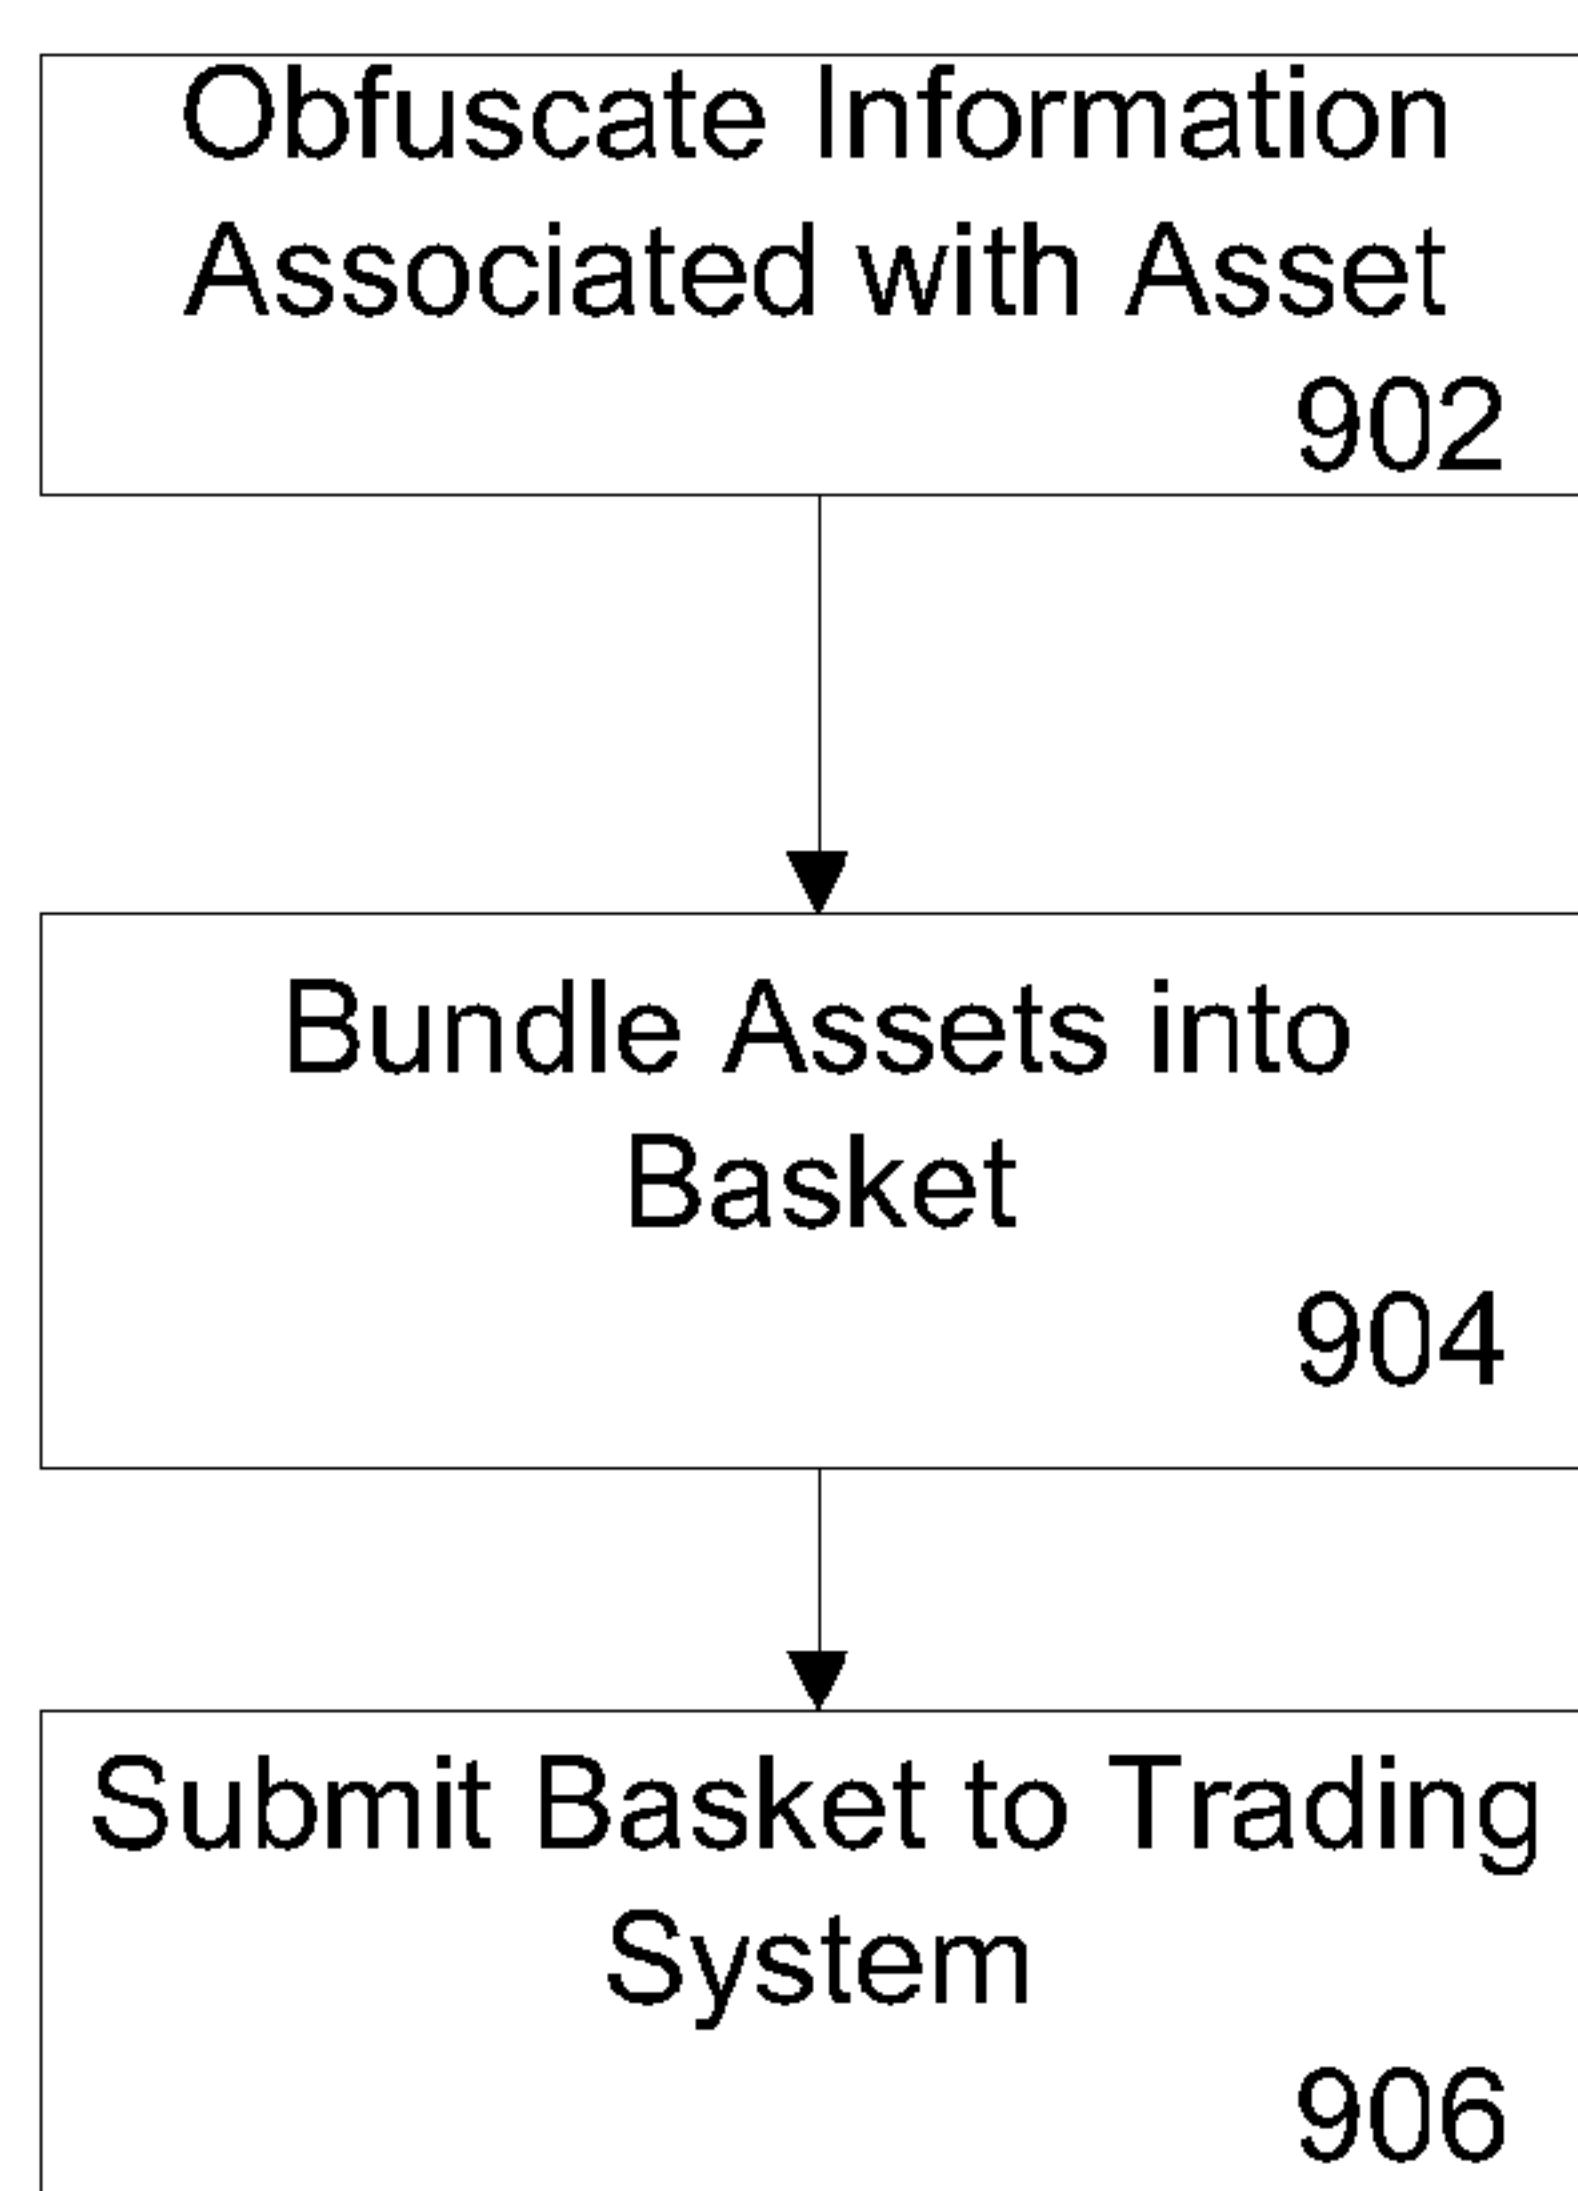 Obfuscate Information
Associated with Asset
902
Bundle Assets into
Basket
904
Submit Basket to Trading
System
906